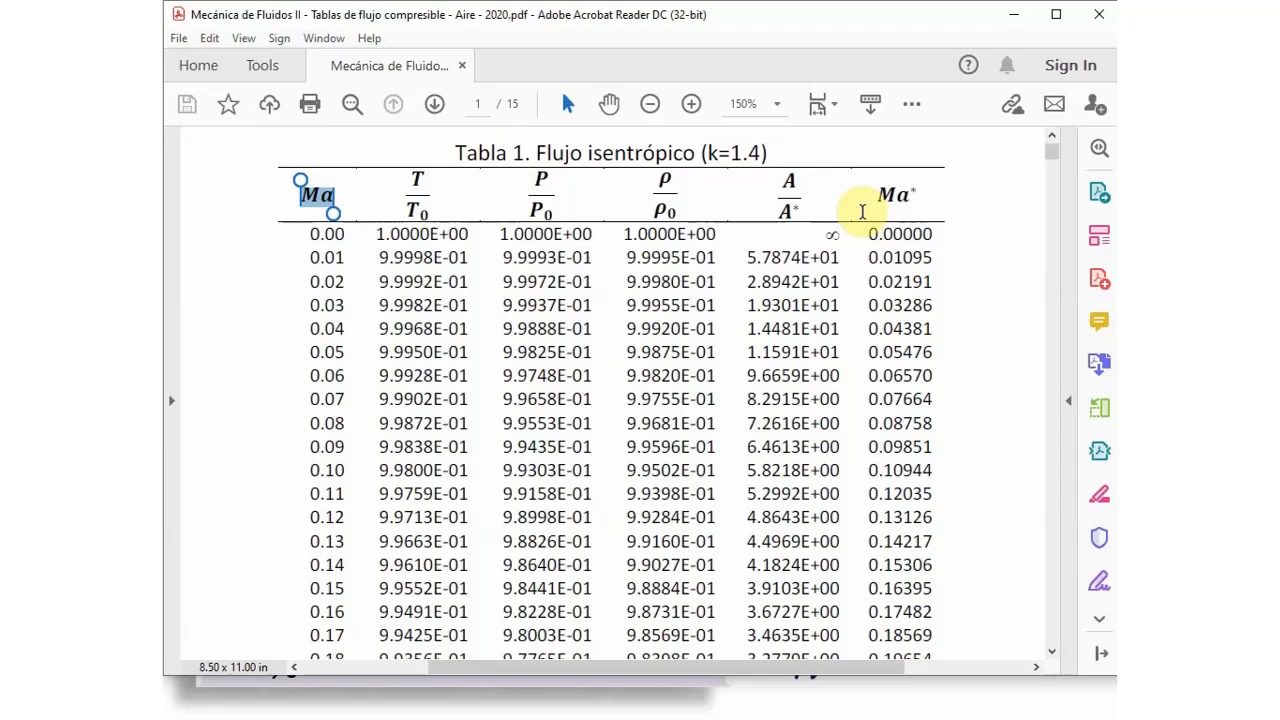 Mecánica de Fluidos II - Tablas de flujo compresible - Aire - 2020.pdf - Adobe Acrobat Reader DC (32-bit)
File Edit View Sign Window Help
Home Tools Mecánica de Fluido... × Sign In
1 / 15 150%
Tabla 1. Flujo isentrópico (k=1.4)
Ma T/T₀ P/P₀ ρ/ρ₀ A/A* Ma*
0.00 1.0000E+00 1.0000E+00 1.0000E+00 ∞ 0.00000
0.01 9.9998E-01 9.9993E-01 9.9995E-01 5.7874E+01 0.01095
0.02 9.9992E-01 9.9972E-01 9.9980E-01 2.8942E+01 0.02191
0.03 9.9982E-01 9.9937E-01 9.9955E-01 1.9301E+01 0.03286
0.04 9.9968E-01 9.9888E-01 9.9920E-01 1.4481E+01 0.04381
0.05 9.9950E-01 9.9825E-01 9.9875E-01 1.1591E+01 0.05476
0.06 9.9928E-01 9.9748E-01 9.9820E-01 9.6659E+00 0.06570
0.07 9.9902E-01 9.9658E-01 9.9755E-01 8.2915E+00 0.07664
0.08 9.9872E-01 9.9553E-01 9.9681E-01 7.2616E+00 0.08758
0.09 9.9838E-01 9.9435E-01 9.9596E-01 6.4613E+00 0.09851
0.10 9.9800E-01 9.9303E-01 9.9502E-01 5.8218E+00 0.10944
0.11 9.9759E-01 9.9158E-01 9.9398E-01 5.2992E+00 0.12035
0.12 9.9713E-01 9.8998E-01 9.9284E-01 4.8643E+00 0.13126
0.13 9.9663E-01 9.8826E-01 9.9160E-01 4.4969E+00 0.14217
0.14 9.9610E-01 9.8640E-01 9.9027E-01 4.1824E+00 0.15306
0.15 9.9552E-01 9.8441E-01 9.8884E-01 3.9103E+00 0.16395
0.16 9.9491E-01 9.8228E-01 9.8731E-01 3.6727E+00 0.17482
0.17 9.9425E-01 9.8003E-01 9.8569E-01 3.4635E+00 0.18569
8.50 x 11.00 in